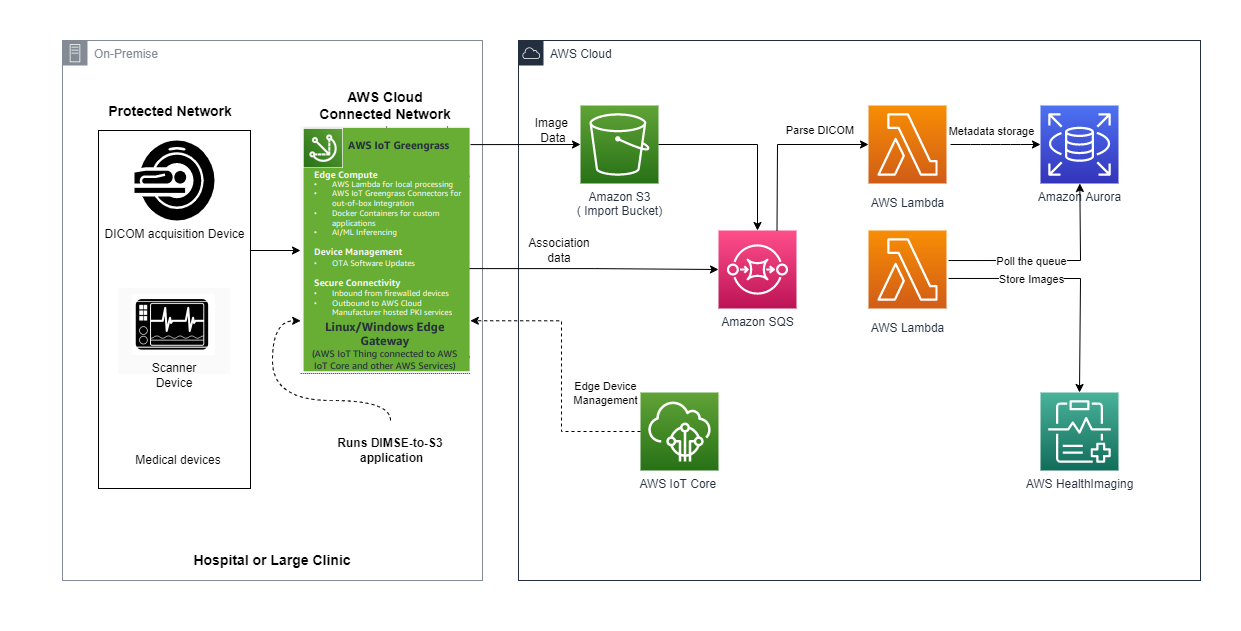 On-Premise
Protected Network
DICOM acquisition Device
Scanner
Device
Medical devices
AWS Cloud
Connected Network
AWS IoT Greengrass
Edge Compute
• AWS Lambda for local processing
• AWS IoT Greengrass Connectors for
out-of-box Integration
• Docker Containers for custom
applications
• AI/ML Inferencing
Device Management
• OTA Software Updates
Secure Connectivity
• Inbound from firewalled devices
• Outbound to AWS Cloud
Manufacturer hosted PKI services
Linux/Windows Edge
Gateway
(AWS IoT Thing connected to AWS
IoT Core and other AWS Services)
Runs DIMSE-to-S3
application
Hospital or Large Clinic
AWS Cloud
Image
Data
Amazon S3
( Import Bucket)
Association
data
Amazon SQS
Parse DICOM
AWS Lambda
Metadata storage
Amazon Aurora
AWS Lambda
Poll the queue
Store Images
Edge Device
Management
AWS IoT Core
AWS HealthImaging